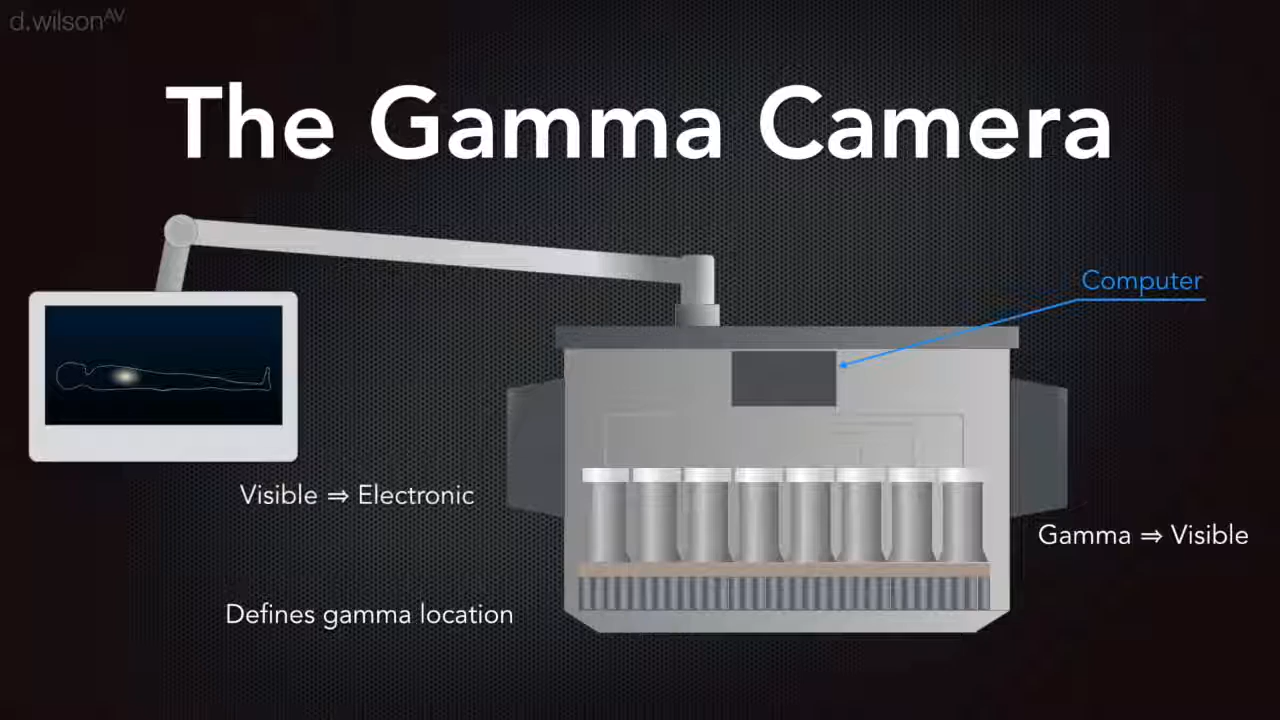 d.wilsonAV
The Gamma Camera
Computer
Visible ⇒ Electronic
Gamma ⇒ Visible
Defines gamma location